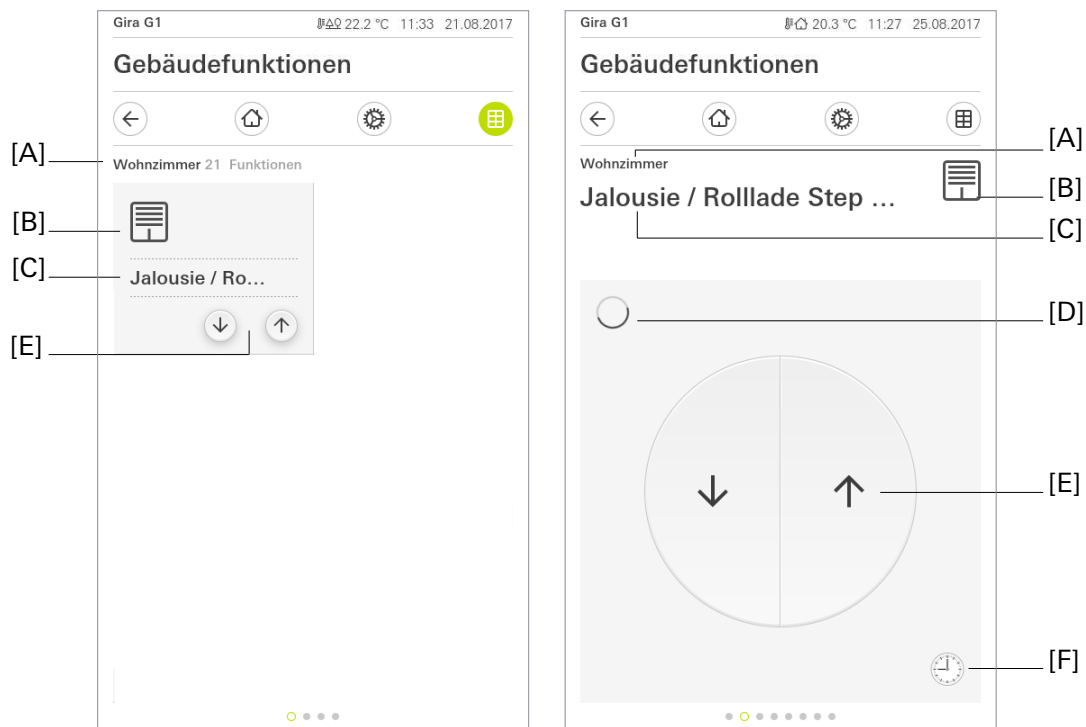 Gira G1 22.2 °C 11:33 21.08.2017
Gebäudefunktionen
Wohnzimmer 21 Funktionen
Jalousie / Ro...
[A]
[B]
[C]
[E]
Gira G1 20.3 °C 11:27 25.08.2017
Gebäudefunktionen
Wohnzimmer
Jalousie / Rolllade Step ...
[A]
[B]
[C]
[D]
[E]
[F]